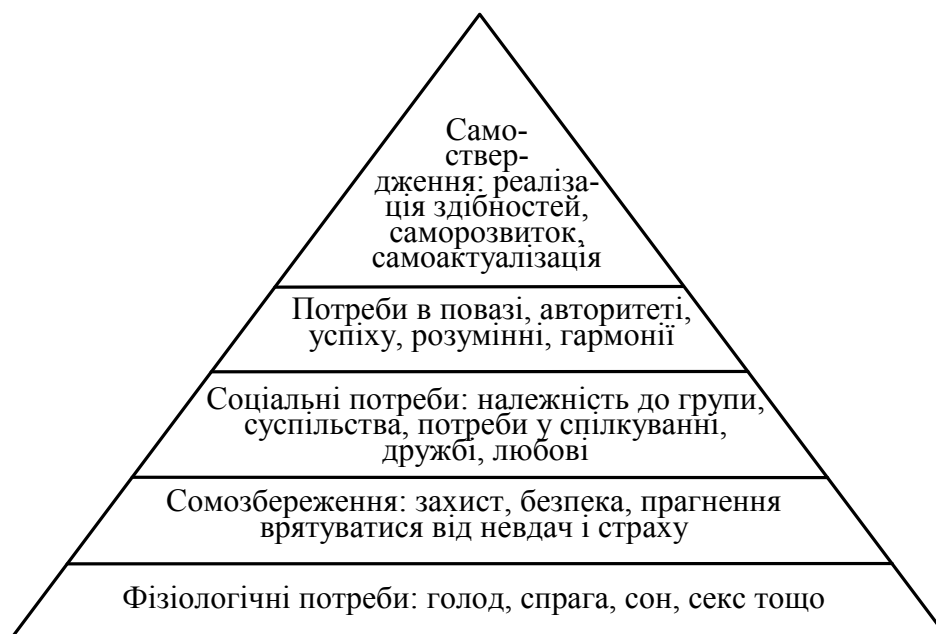 Само-
ствер-
дження: реаліза-
ція здібностей,
саморозвиток,
самоактуалізація
Потреби в повазі, авторитеті,
успіху, розумінні, гармонії
Соціальні потреби: належність до групи,
суспільства, потреби у спілкуванні,
дружбі, любові
Сомозбереження: захист, безпека, прагнення
врятуватися від невдач і страху
Фізіологічні потреби: голод, спрага, сон, секс тощо